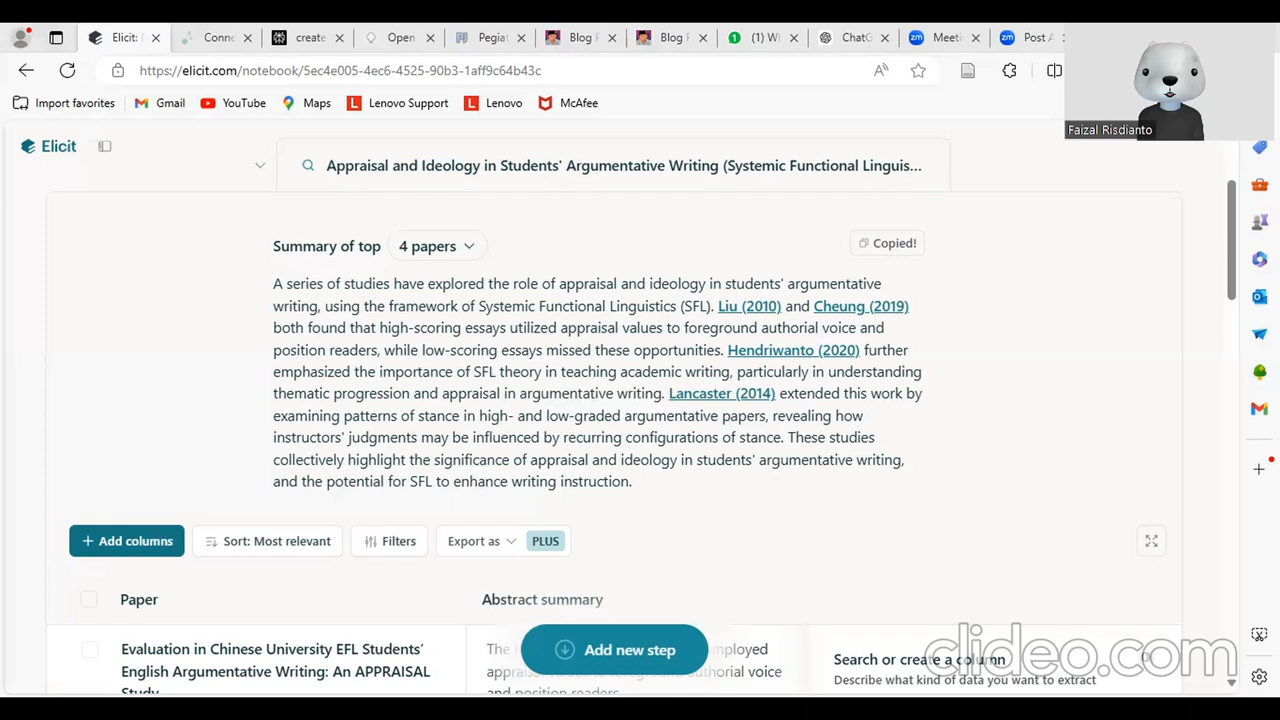 Elicit:
Conne
create
Open
Pegiat
Blog F
Blog F
(1) Wh
ChatG
Meeti
Post A
https://elicit.com/notebook/5ec4e005-4ec6-4525-90b3-1aff9c64b43c
Import favorites
Gmail
YouTube
Maps
Lenovo Support
Lenovo
McAfee
Faizal Risdianto
Elicit
Appraisal and Ideology in Students' Argumentative Writing (Systemic Functional Linguis...
Summary of top 4 papers
Copied!
A series of studies have explored the role of appraisal and ideology in students' argumentative
writing, using the framework of Systemic Functional Linguistics (SFL). Liu (2010) and Cheung (2019)
both found that high-scoring essays utilized appraisal values to foreground authorial voice and
position readers, while low-scoring essays missed these opportunities. Hendriwanto (2020) further
emphasized the importance of SFL theory in teaching academic writing, particularly in understanding
thematic progression and appraisal in argumentative writing. Lancaster (2014) extended this work by
examining patterns of stance in high- and low-graded argumentative papers, revealing how
instructors' judgments may be influenced by recurring configurations of stance. These studies
collectively highlight the significance of appraisal and ideology in students' argumentative writing,
and the potential for SFL to enhance writing instruction.
+ Add columns
Sort: Most relevant
Filters
Export as PLUS
Paper
Abstract summary
Evaluation in Chinese University EFL Students'
English Argumentative Writing: An APPRAISAL
Study
Add new step
mployed
authorial voice
and position readers
Search or create a column
Describe what kind of data you want to extract
clideo.com